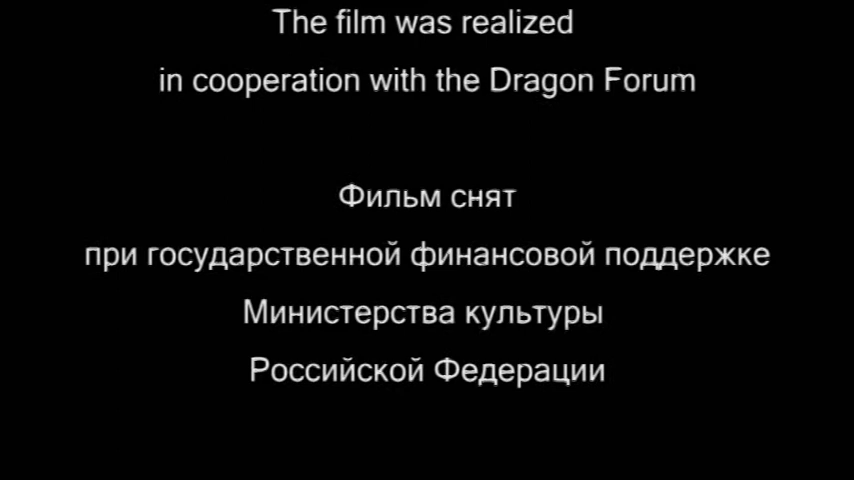 The film was realized
in cooperation with the Dragon Forum
Фильм снят
при государственной финансовой поддержке
Министерства культуры
Российской Федерации